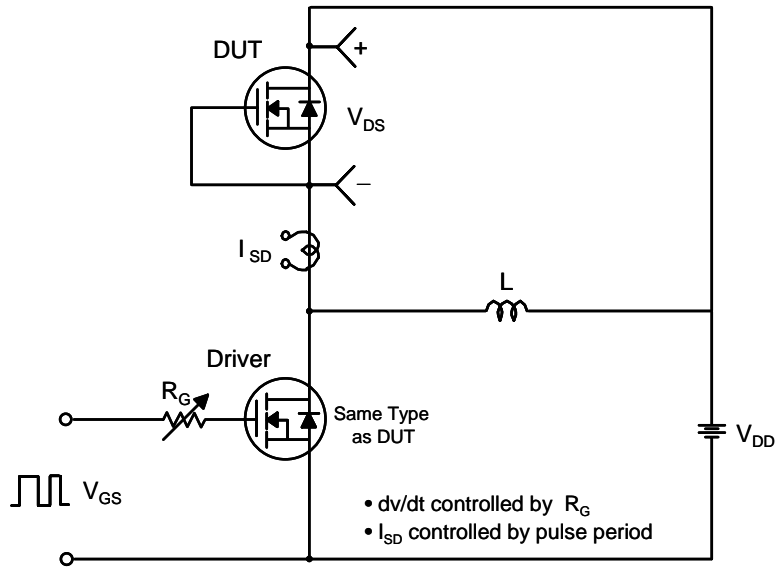 DUT
+
VDS
−
ISD
L
Driver
RG
Same Type
as DUT
VDD
VGS
• dv/dt controlled by RG
• ISD controlled by pulse period